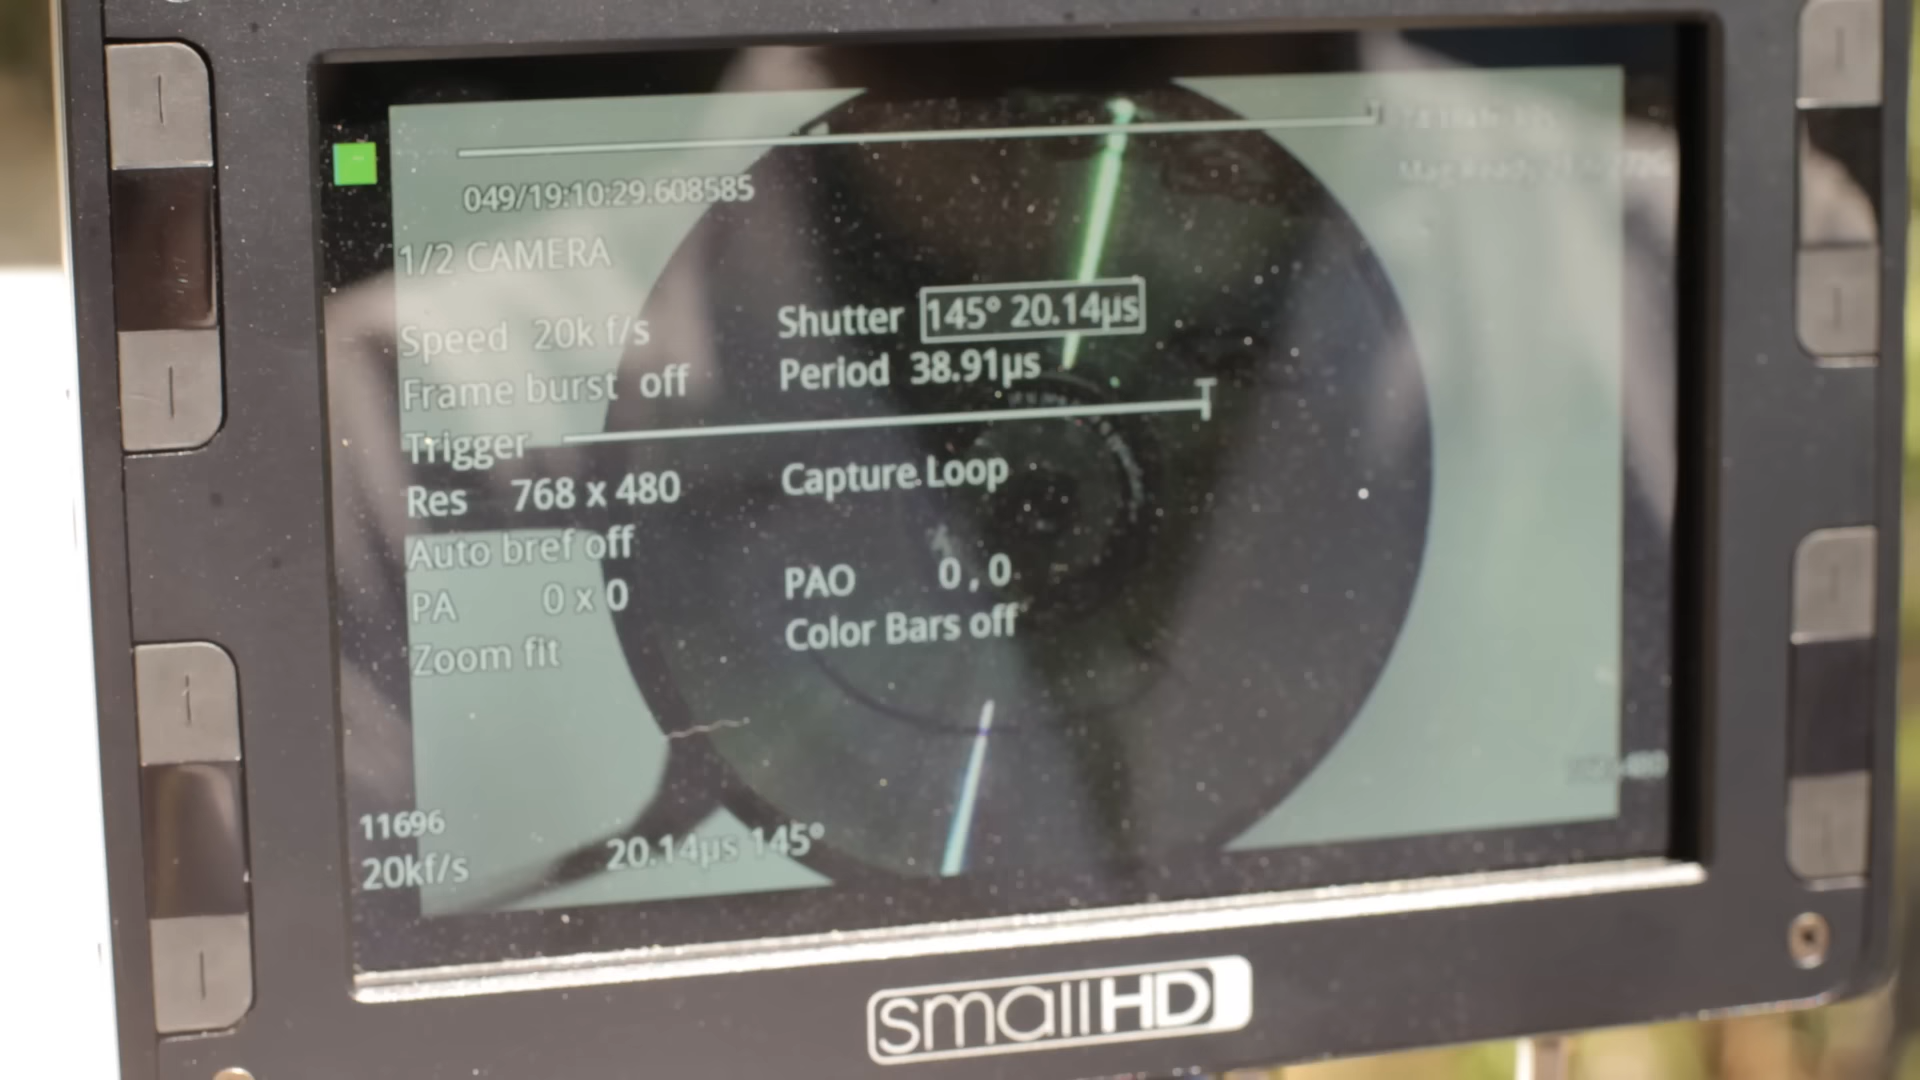 049/19:10:29.608585
1/2 CAMERA
Speed 20k f/s
Shutter 145° 20.14µs
Frame burst off
Period 38.91µs
Trigger
Res 768 x 480
Capture Loop
Auto bref off
PA 0 x 0
PAO 0 , 0
Zoom fit
Color Bars off
11696
20kf/s
20.14µs 145°
smallHD